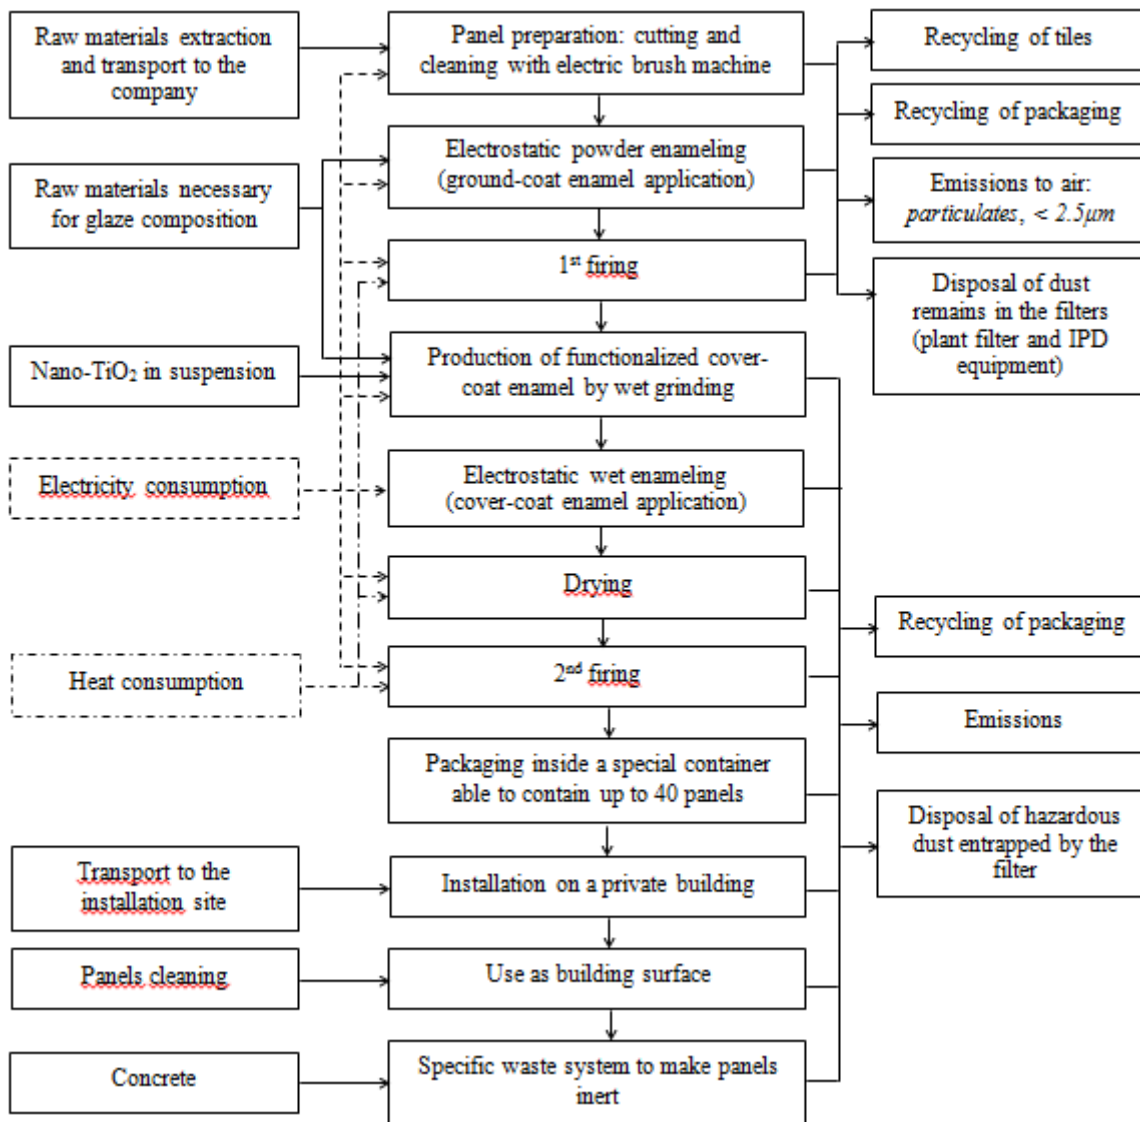 Raw materials extraction
and transport to the
company
Panel preparation: cutting and
cleaning with electric brush machine
Recycling of tiles
Recycling of packaging
Raw materials necessary
for glaze composition
Electrostatic powder enameling
(ground-coat enamel application)
Emissions to air:
particulates, < 2.5µm
1st firing
Disposal of dust
remains in the filters
(plant filter and IPD
equipment)
Nano-TiO2 in suspension
Production of functionalized cover-
coat enamel by wet grinding
Electricity consumption
Electrostatic wet enameling
(cover-coat enamel application)
Drying
Recycling of packaging
Heat consumption
2nd firing
Emissions
Packaging inside a special container
able to contain up to 40 panels
Disposal of hazardous
dust entrapped by the
filter
Transport to the
installation site
Installation on a private building
Panels cleaning
Use as building surface
Concrete
Specific waste system to make panels
inert